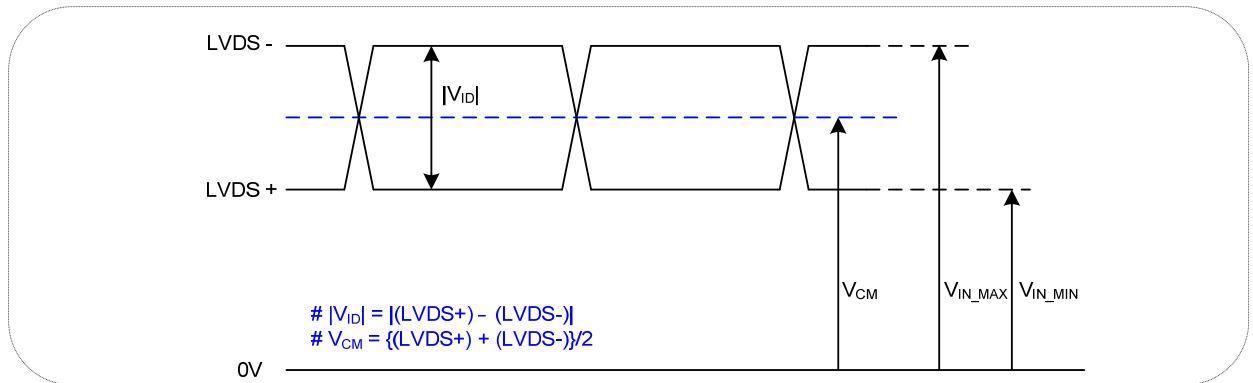 LVDS -
|VID|
LVDS +
VCM
VIN_MAX
VIN_MIN
# |VID| = |(LVDS+) – (LVDS-)|
# VCM = {(LVDS+) + (LVDS-)}/2
0V